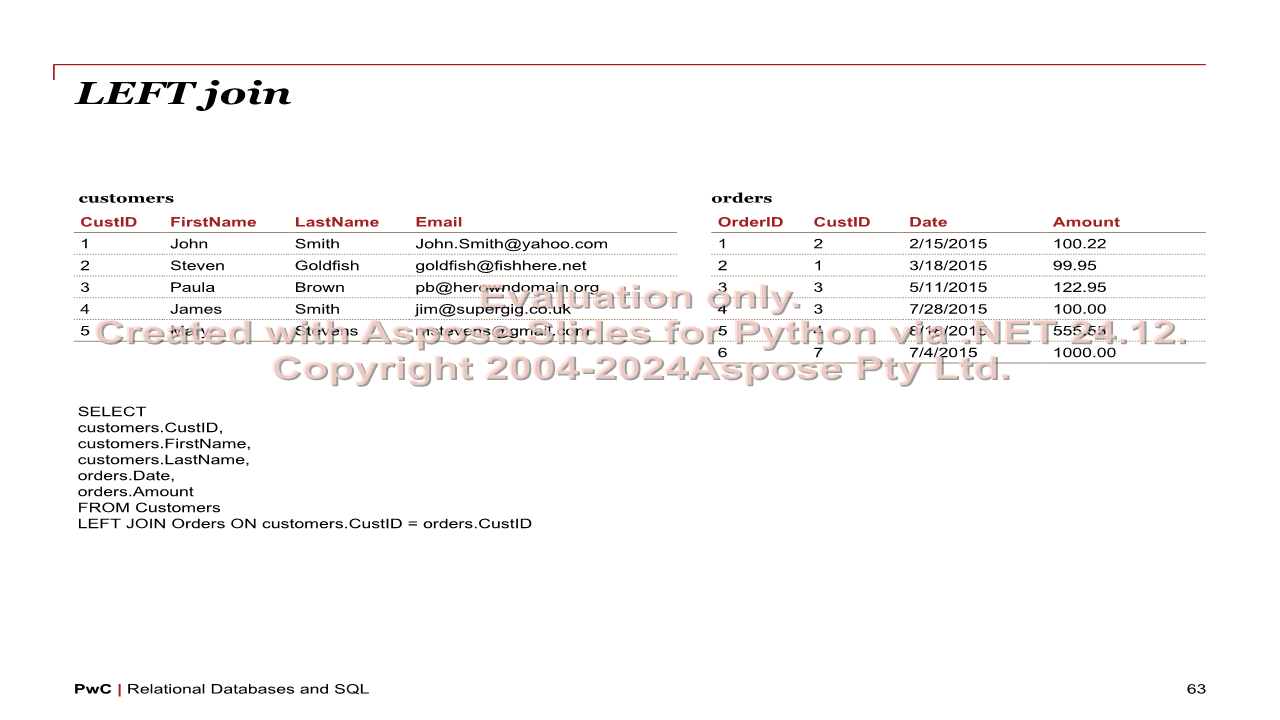 LEFT join
customers
CustID FirstName LastName Email
1 John Smith John.Smith@yahoo.com
2 Steven Goldfish goldfish@fishhere.net
3 Paula Brown pb@herowndomain.org
4 James Smith jim@supergig.co.uk
5 Mary Stevens mstevens@gmail.com
orders
OrderID CustID Date Amount
1 2 2/15/2015 100.22
2 1 3/18/2015 99.95
3 3 5/11/2015 122.95
4 3 7/28/2015 100.00
5 4 555.53
6 7 7/4/2015 1000.00
Evaluation only.
Created with Aspose.Slides for Python via .NET 24.12.
Copyright 2004-2024Aspose Pty Ltd.
SELECT
customers.CustID,
customers.FirstName,
customers.LastName,
orders.Date,
orders.Amount
FROM Customers
LEFT JOIN Orders ON customers.CustID = orders.CustID
PwC | Relational Databases and SQL
63